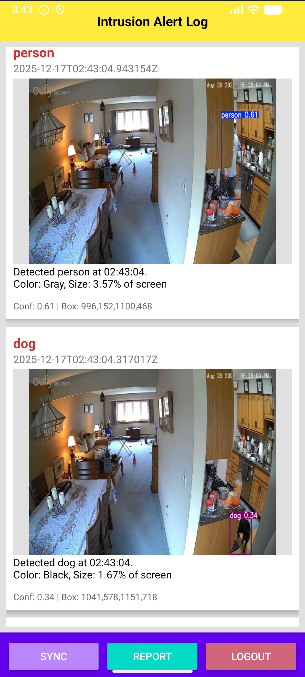 3:43
Intrusion Alert Log
person
2025-12-17T02:43:04.943154Z
person 0.61
Detected person at 02:43:04.
Color: Gray, Size: 3.57% of screen
Conf: 0.61 | Box: 996,152,1100,468
dog
2025-12-17T02:43:04.317017Z
dog 0.34
Detected dog at 02:43:04.
Color: Black, Size: 1.67% of screen
Conf: 0.34 | Box: 1041,578,1151,718
SYNC
REPORT
LOGOUT